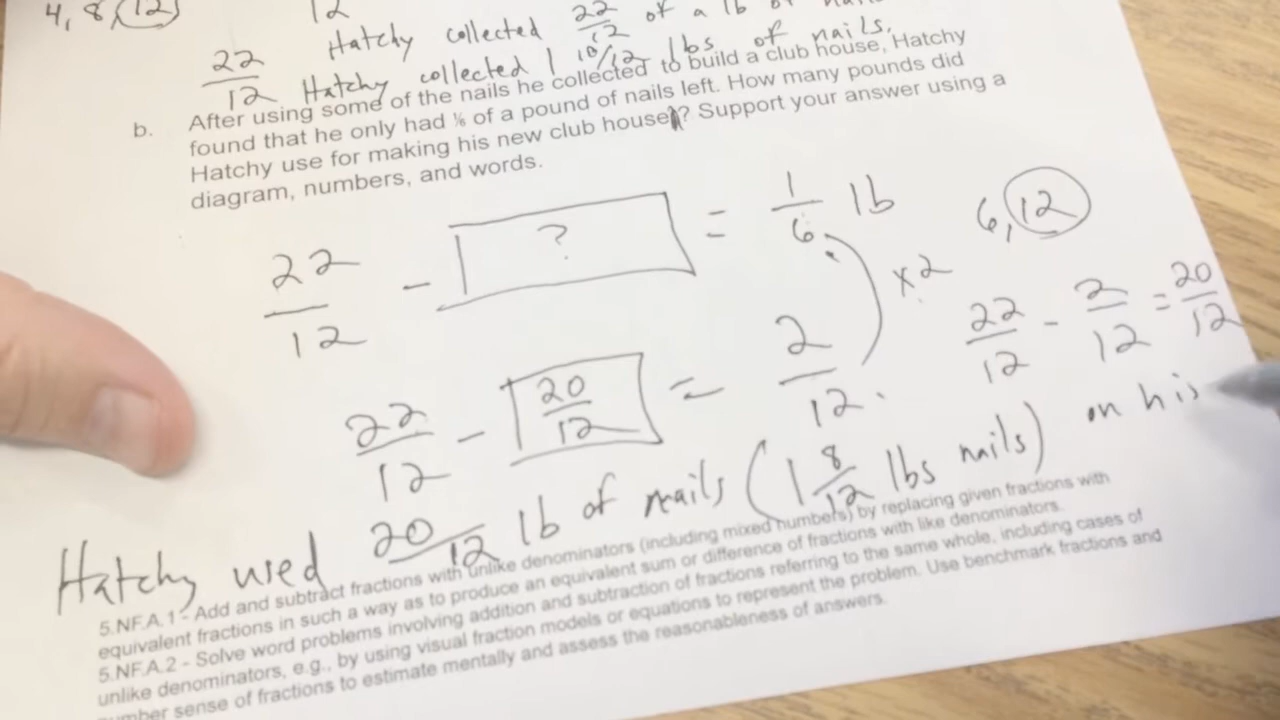 4, 8, 12
12
Hatchy collected 22/12 of a lb of
22/12 Hatchy collected 1 10/12 lbs of nails.
b. After using some of the nails he collected to build a club house, Hatchy
found that he only had ⅙ of a pound of nails left. How many pounds did
Hatchy use for making his new club house? Support your answer using a
diagram, numbers, and words.
22/12 - ? = 1/6 lb 6, 12
x2
22/12 - 20/12 = 2/12. 22/12 - 2/12 = 20/12
Hatchy used 20/12 lb of nails (1 8/12 lbs nails) on his
5.NF.A.1 - Add and subtract fractions with unlike denominators (including mixed numbers) by replacing given fractions with
equivalent fractions in such a way as to produce an equivalent sum or difference of fractions with like denominators.
5.NF.A.2 - Solve word problems involving addition and subtraction of fractions referring to the same whole, including cases of
unlike denominators, e.g., by using visual fraction models or equations to represent the problem. Use benchmark fractions and
number sense of fractions to estimate mentally and assess the reasonableness of answers.